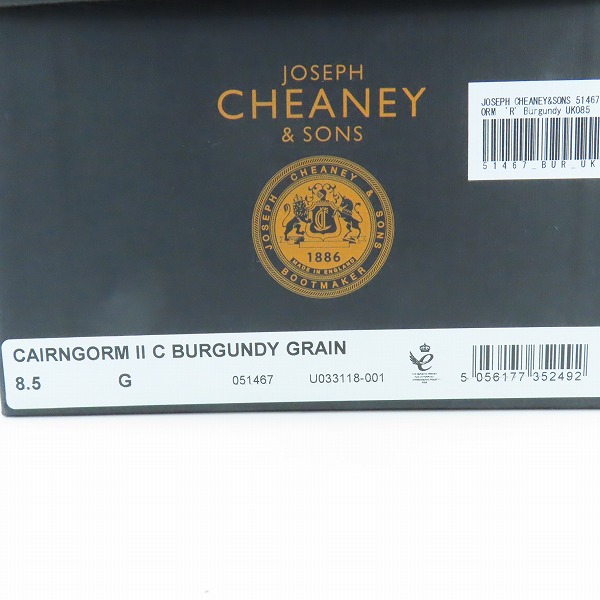 JOSEPH
CHEANEY
& SONS
JOSEPH CHEANEY&SONS 51467
ORM 'R' Burgundy UK085
51467_BUR_UK
JOSEPH CHEANEY & SONS
1886
MADE IN ENGLAND
BOOTMAKER
CAIRNGORM II C BURGUNDY GRAIN
8.5 G 051467 U033118-001
5 056177 352492